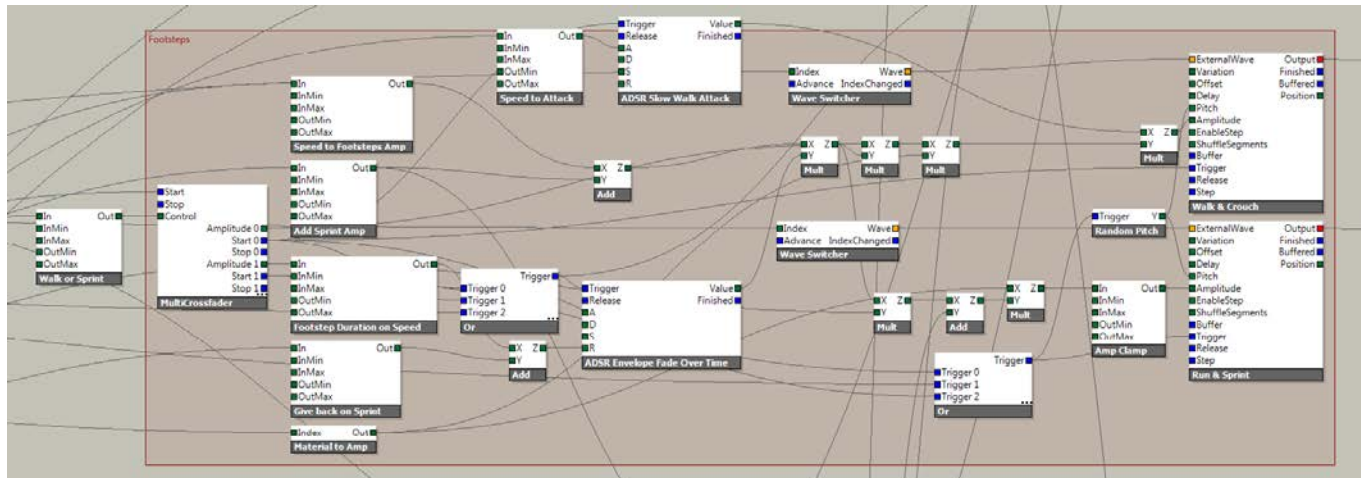 Footsteps
In Out
InMin
InMax
OutMin
OutMax
Walk or Sprint
Start
Stop
Control
Amplitude 0
Start 0
Stop 0
Amplitude 1
Start 1
Stop 1
...
MultiCrossfader
In Out
InMin
InMax
OutMin
OutMax
Speed to Footsteps Amp
In Out
InMin
InMax
OutMin
OutMax
Add Sprint Amp
In Out
InMin
InMax
OutMin
OutMax
Footstep Duration on Speed
In Out
InMin
InMax
OutMin
OutMax
Give back on Sprint
Index Out
Material to Amp
In Out
InMin
InMax
OutMin
OutMax
Speed to Attack
Trigger
Trigger 0
Trigger 1
Trigger 2
...
Or
X Z
Y
Add
Trigger Value
Release Finished
A
D
S
R
ADSR Slow Walk Attack
X Z
Y
Add
Trigger Value
Release Finished
A
D
S
R
ADSR Envelope Fade Over Time
Index Wave
Advance IndexChanged
Wave Switcher
X Z
Y
Mult
X Z
Y
Mult
X Z
Y
Mult
Index Wave
Advance IndexChanged
Wave Switcher
X Z
Y
Mult
X Z
Y
Add
X Z
Y
Mult
Trigger
Trigger 0
Trigger 1
Trigger 2
...
Or
X Z
Y
Mult
Trigger Y
Random Pitch
In Out
InMin
InMax
OutMin
OutMax
Amp Clamp
ExternalWave Output
Variation Finished
Offset Buffered
Delay Position
Pitch
Amplitude
EnableStep
ShuffleSegments
Buffer
Trigger
Release
Step
Walk & Crouch
ExternalWave Output
Variation Finished
Offset Buffered
Delay Position
Pitch
Amplitude
EnableStep
ShuffleSegments
Buffer
Trigger
Release
Step
Run & Sprint